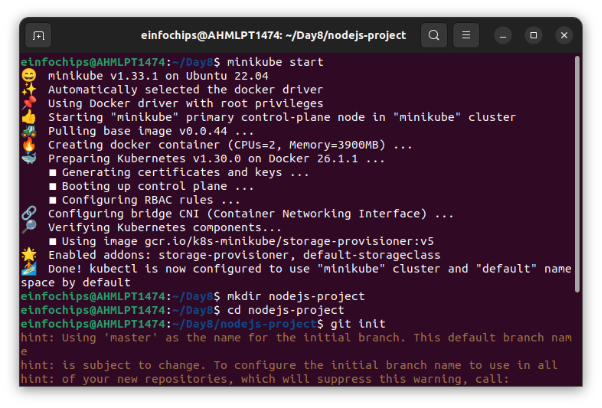 einfochips@AHMLPT1474: ~/Day8/nodejs-project
einfochips@AHMLPT1474:~/Day8$ minikube start
😄  minikube v1.33.1 on Ubuntu 22.04
✨  Automatically selected the docker driver
📌  Using Docker driver with root privileges
👍  Starting "minikube" primary control-plane node in "minikube" cluster
🚜  Pulling base image v0.0.44 ...
🔥  Creating docker container (CPUs=2, Memory=3900MB) ...
🐳  Preparing Kubernetes v1.30.0 on Docker 26.1.1 ...
    ▪ Generating certificates and keys ...
    ▪ Booting up control plane ...
    ▪ Configuring RBAC rules ...
🔗  Configuring bridge CNI (Container Networking Interface) ...
🔎  Verifying Kubernetes components...
    ▪ Using image gcr.io/k8s-minikube/storage-provisioner:v5
🌟  Enabled addons: storage-provisioner, default-storageclass
🏄  Done! kubectl is now configured to use "minikube" cluster and "default" name
space by default
einfochips@AHMLPT1474:~/Day8$ mkdir nodejs-project
einfochips@AHMLPT1474:~/Day8$ cd nodejs-project
einfochips@AHMLPT1474:~/Day8/nodejs-project$ git init
hint: Using 'master' as the name for the initial branch. This default branch nam
e
hint: is subject to change. To configure the initial branch name to use in all
hint: of your new repositories, which will suppress this warning, call: